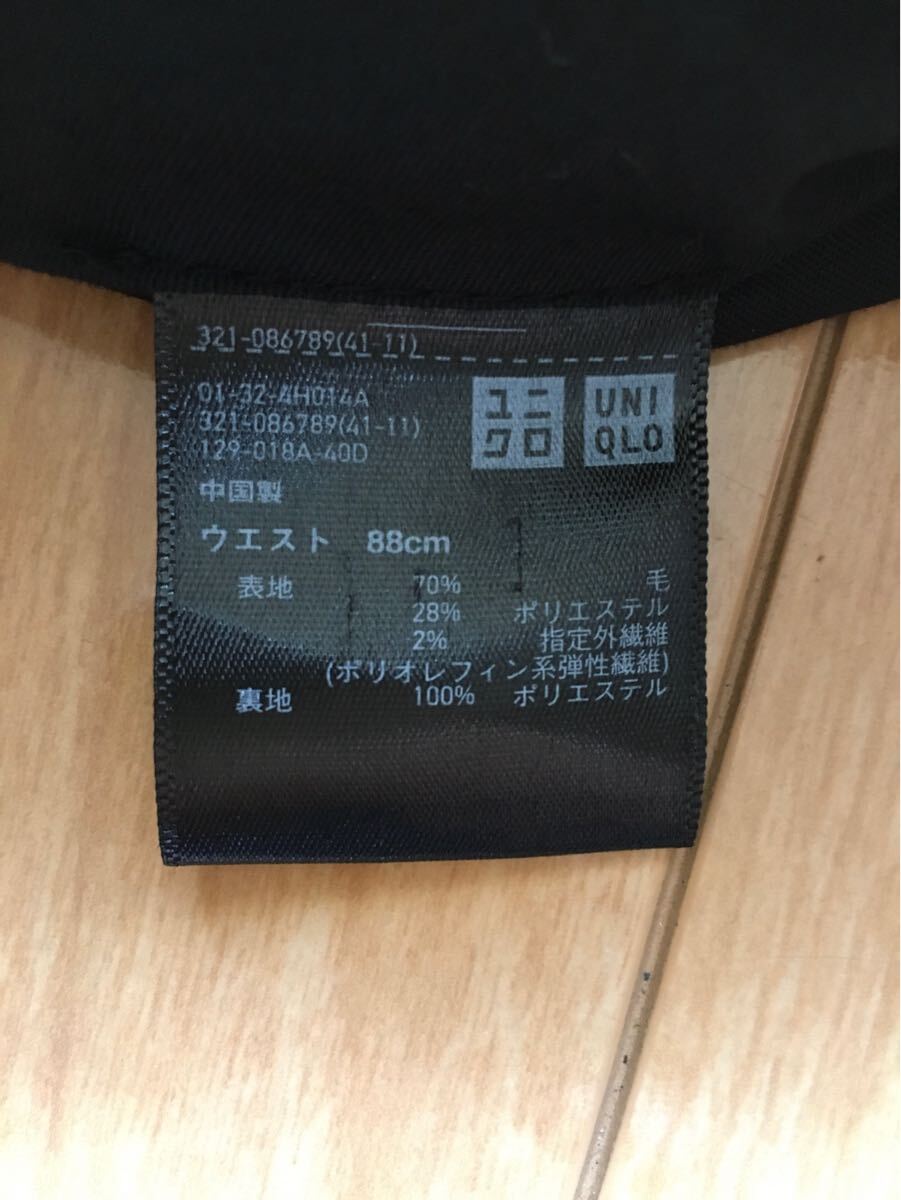 321-086789(41-11)
01-32-4H014A
321-086789(41-11)
129-018A-40D
ユニ
クロ
UNI
QLO
中国製
ウエスト 88cm
表地 70% 毛
28% ポリエステル
2% 指定外繊維
(ポリオレフィン系弾性繊維)
裏地 100% ポリエステル